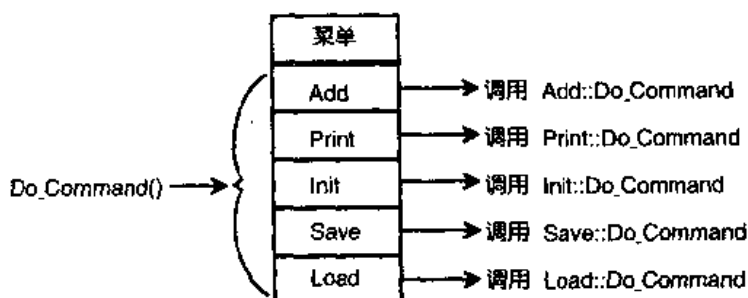 菜单
Add 调用 Add::Do_Command
Print 调用 Print::Do_Command
Do_Command() Init 调用 Init::Do_Command
Save 调用 Save::Do_Command
Load 调用 Load::Do_Command